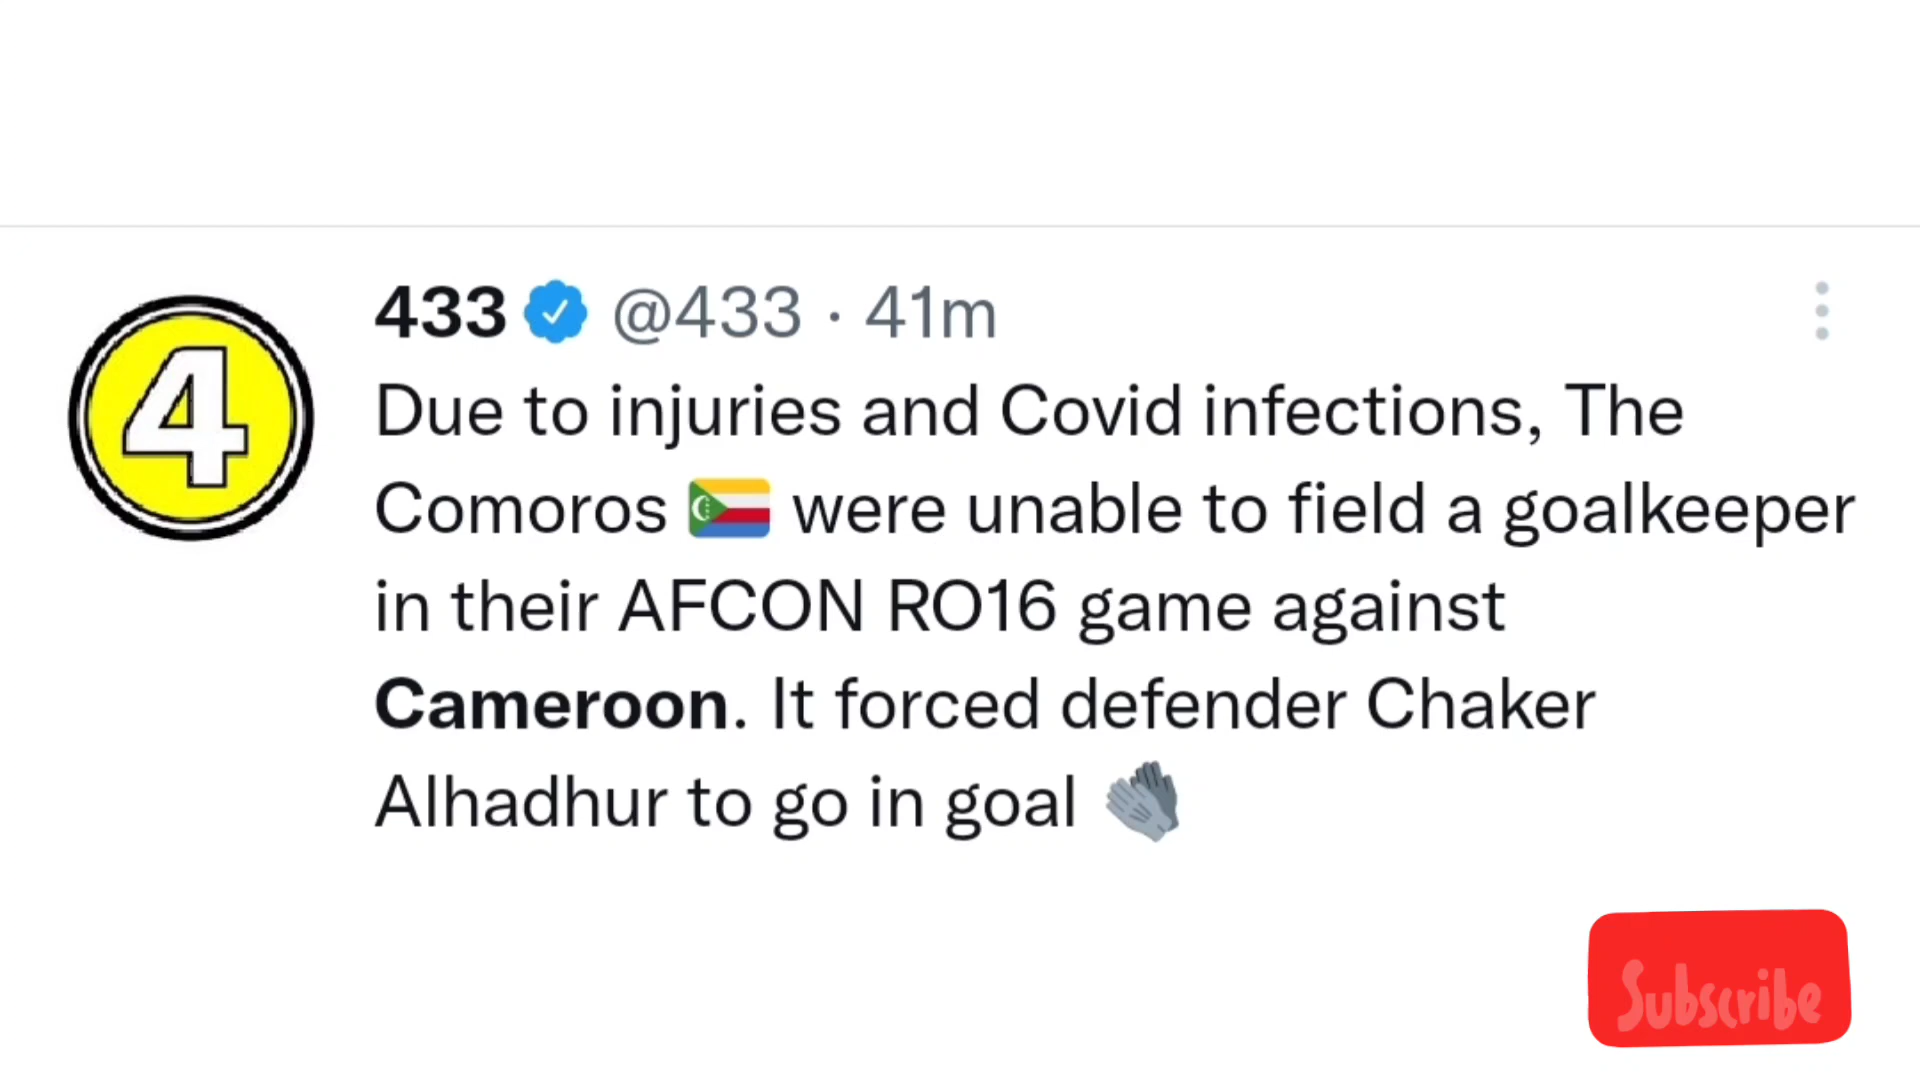 4
433 @433 · 41m
Due to injuries and Covid infections, The
Comoros 🇰🇲 were unable to field a goalkeeper
in their AFCON RO16 game against
Cameroon. It forced defender Chaker
Alhadhur to go in goal 🧤
Subscribe